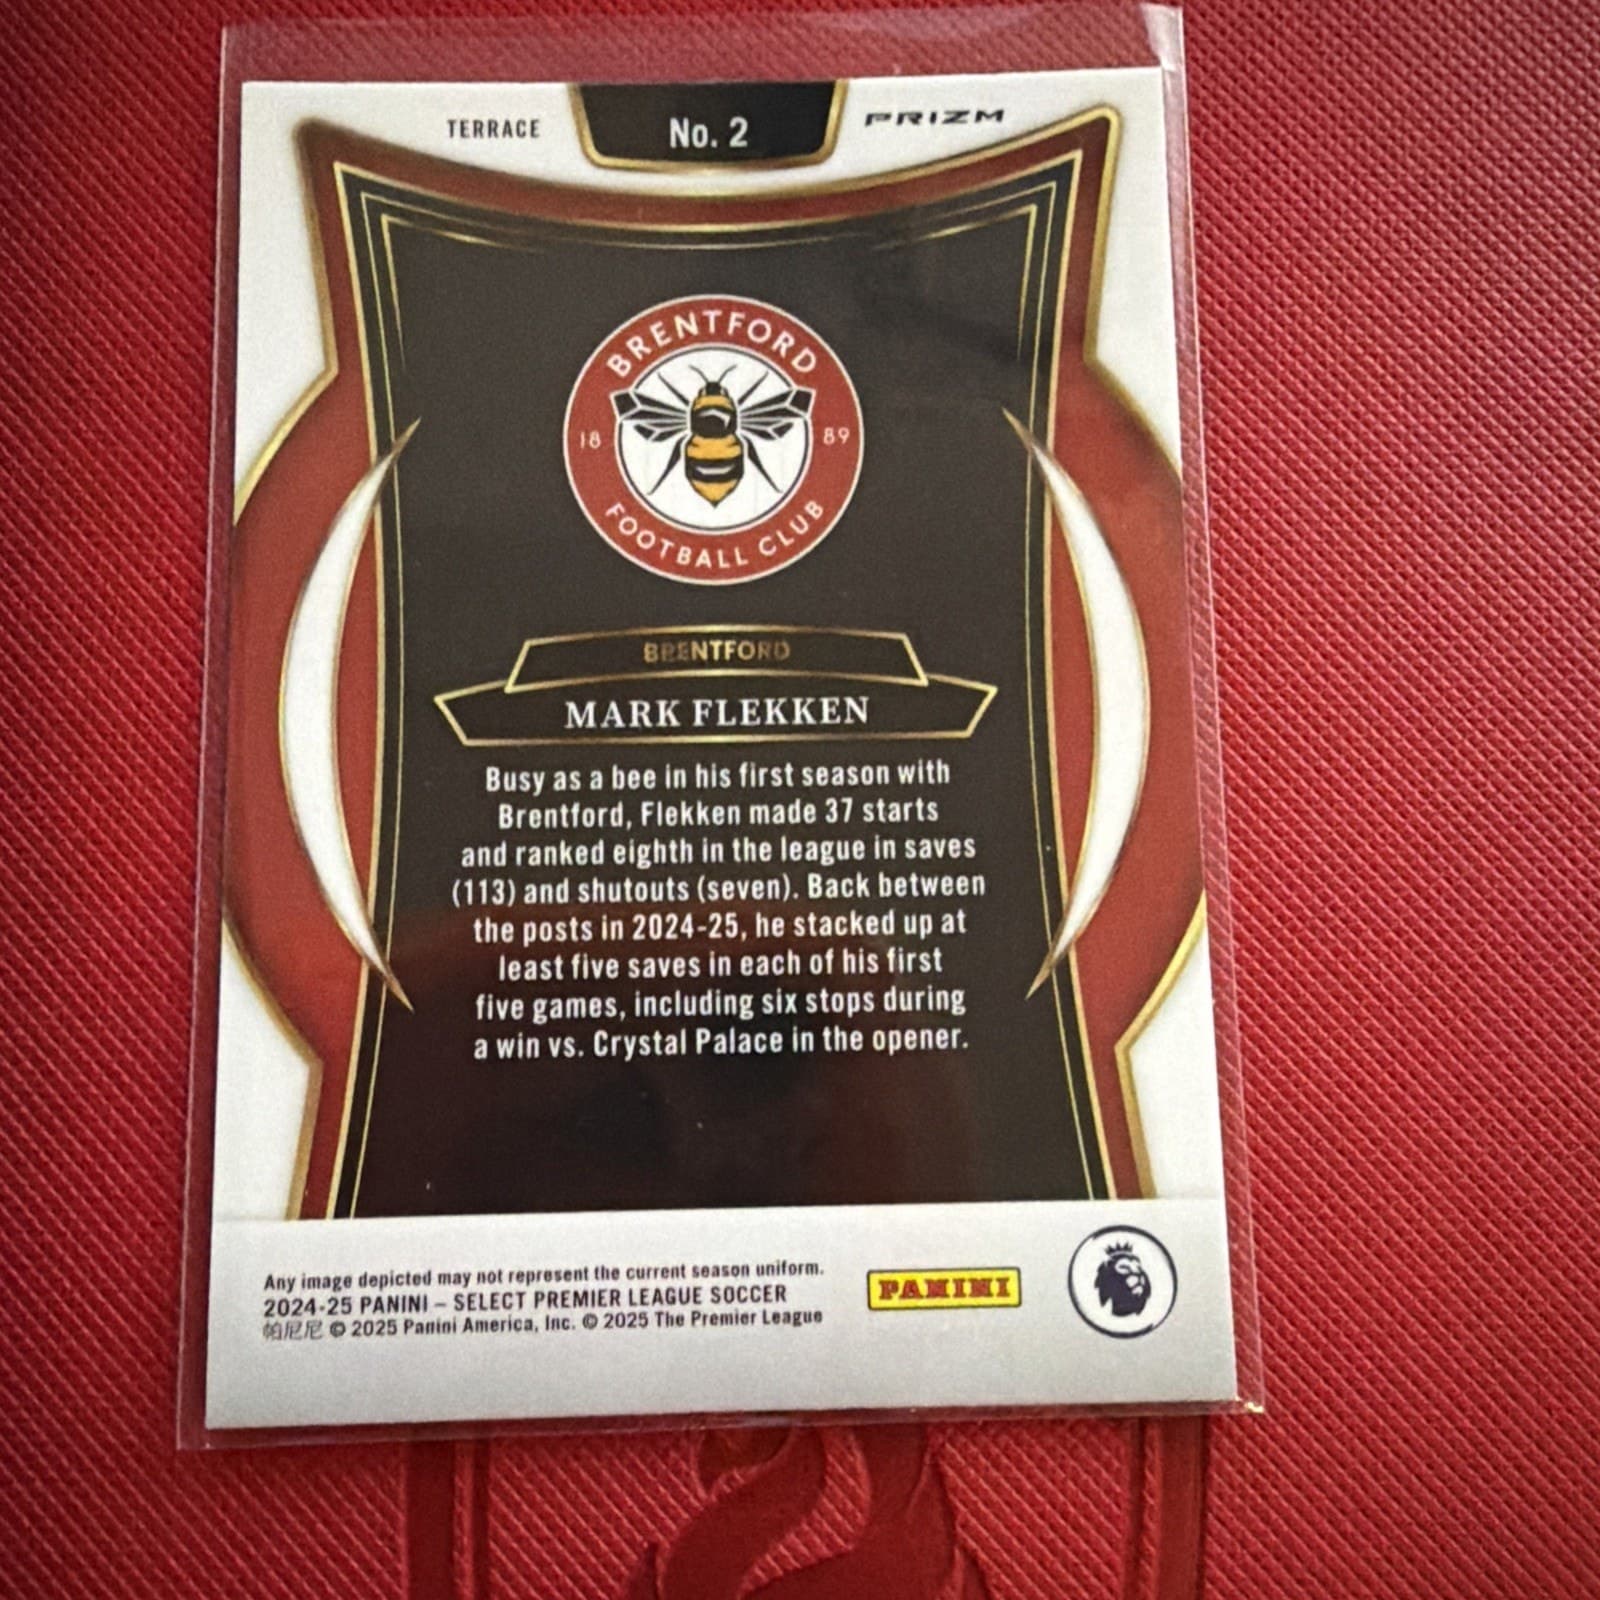 TERRACE No. 2 PRIZM
BRENTFORD
18 89
FOOTBALL CLUB
BRENTFORD
MARK FLEKKEN
Busy as a bee in his first season with
Brentford, Flekken made 37 starts
and ranked eighth in the league in saves
(113) and shutouts (seven). Back between
the posts in 2024-25, he stacked up at
least five saves in each of his first
five games, including six stops during
a win vs. Crystal Palace in the opener.
Any image depicted may not represent the current season uniform.
2024-25 PANINI – SELECT PREMIER LEAGUE SOCCER
帕尼尼 © 2025 Panini America, Inc. © 2025 The Premier League
PANINI